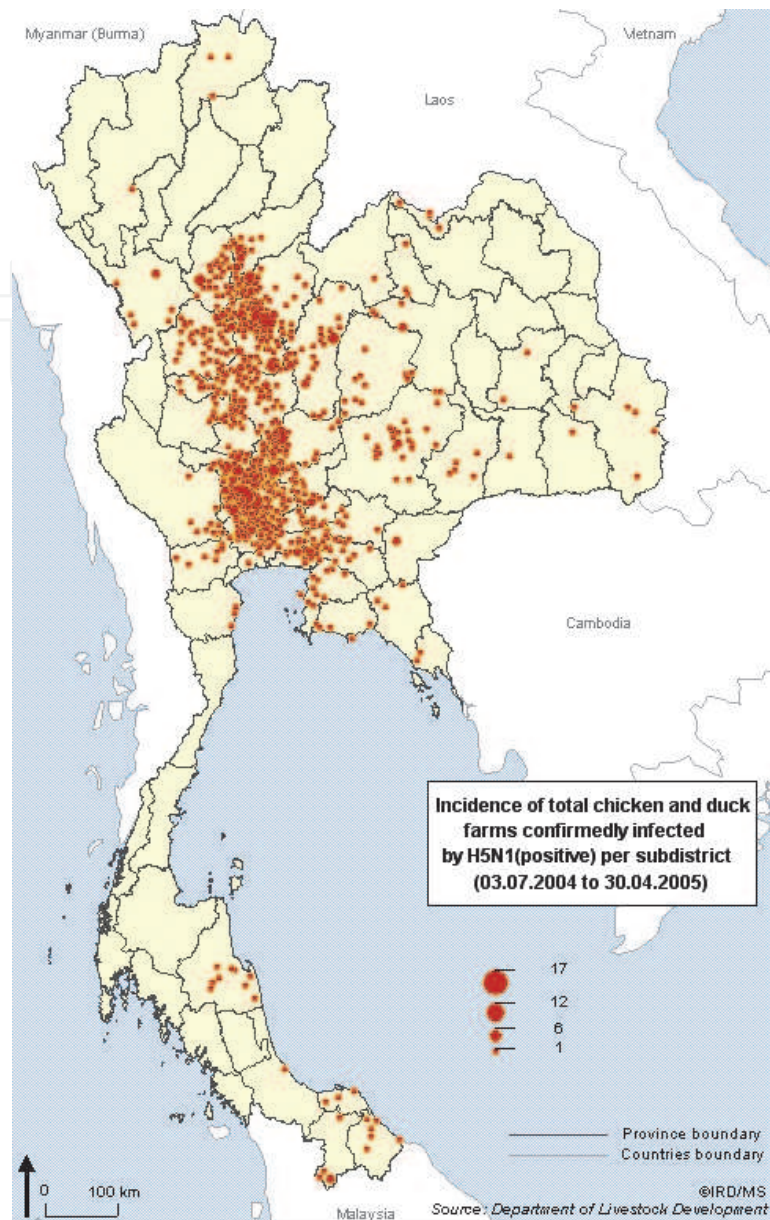 Myanmar (Burma)
Vietnam
Laos
Cambodia
Incidence of total chicken and duck
farms confirmedly infected
by H5N1(positive) per subdistrict
(03.07.2004 to 30.04.2005)
17
12
6
1
Province boundary
Countries boundary
0 100 km
©IRD/MS
Malaysia
Source: Department of Livestock Development